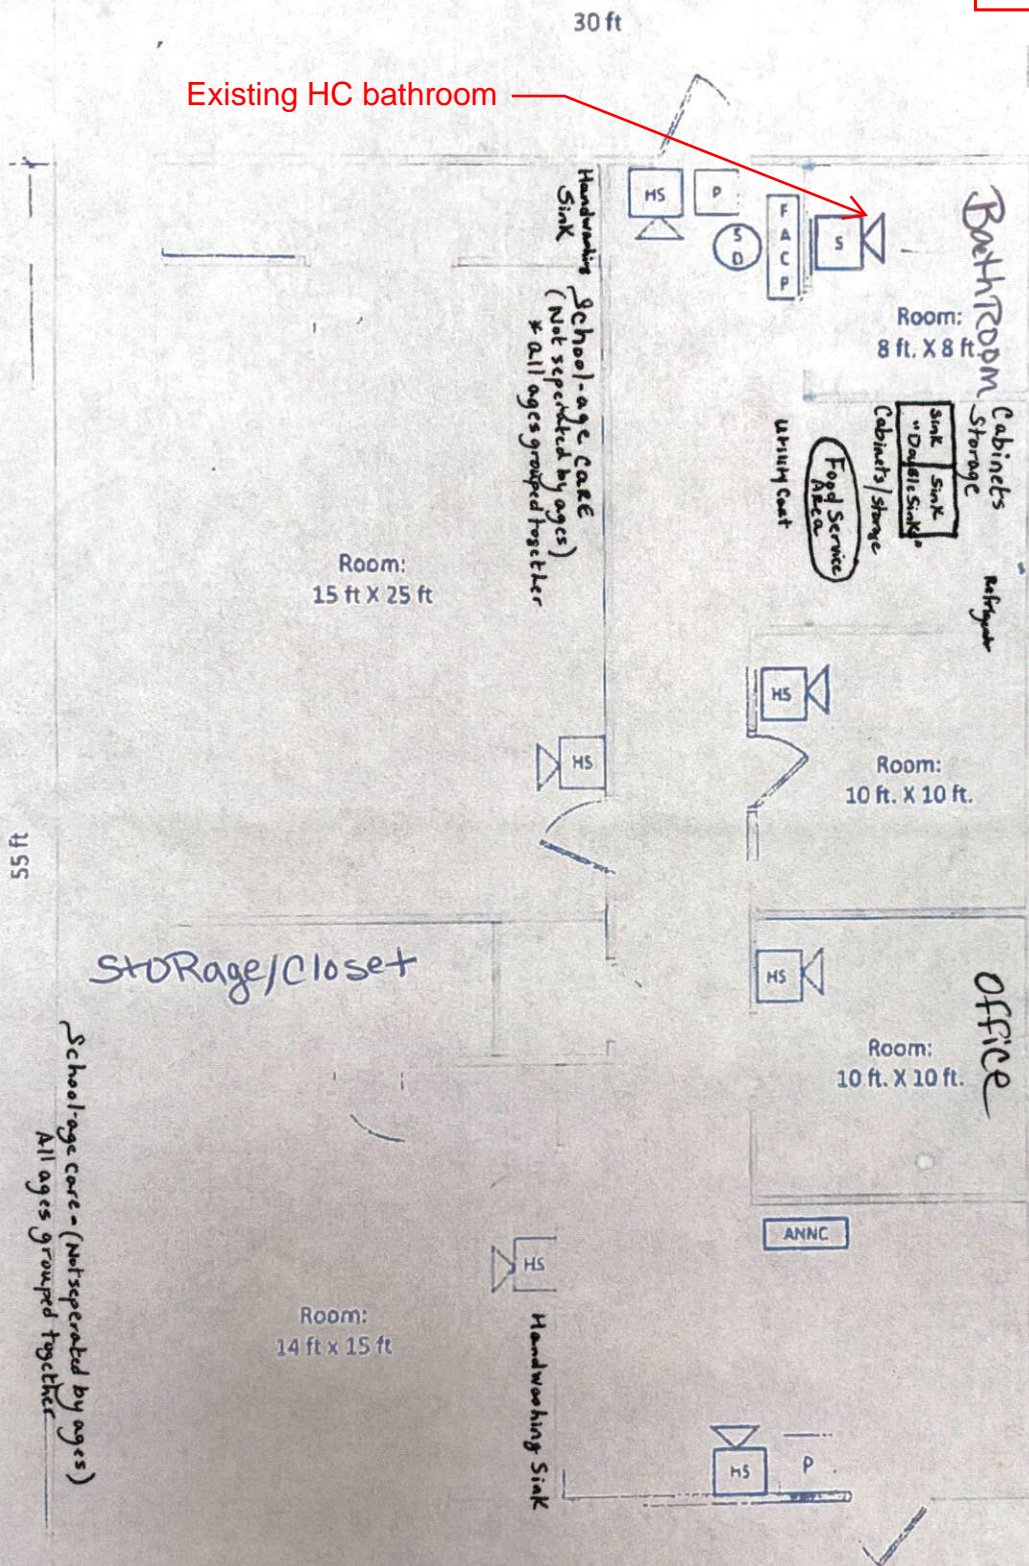 30 ft
Existing HC bathroom
HS
P
S
D
F
A
C
P
S
BathRoom
Room:
8 ft. X 8 ft.
Handwashing
Sink
School-age CARE
(Not seperated by ages)
* all ages grouped together
Cabinets
Storage
Sink Sink
"Double Sink"
Cabinets/storage
Food Service
Area
utility Cart
Refrigerator
Room:
15 ft X 25 ft
HS
HS
Room:
10 ft. X 10 ft.
55 ft
Storage/Closet
HS
Office
Room:
10 ft. X 10 ft.
School-age care - (Not seperated by ages)
All ages grouped together
ANNC
HS
Room:
14 ft x 15 ft
Handwashing Sink
HS
P